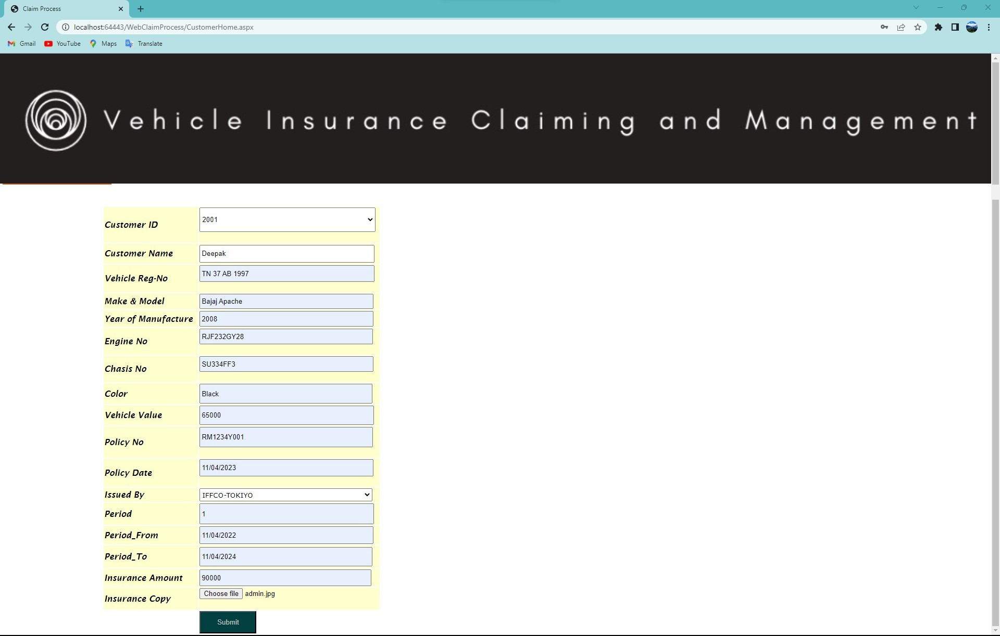 Claim Process
localhost:64443/WebClaimProcess/CustomerHome.aspx
Gmail YouTube Maps Translate
Vehicle Insurance Claiming and Management
Customer ID 2001
Customer Name Deepak
Vehicle Reg-No TN 37 AB 1997
Make & Model Bajaj Apache
Year of Manufacture 2008
Engine No RJF232GY28
Chasis No SU334FF3
Color Black
Vehicle Value 65000
Policy No RM1234Y001
Policy Date 11/04/2023
Issued By IFFCO-TOKIYO
Period 1
Period_From 11/04/2022
Period_To 11/04/2024
Insurance Amount 90000
Insurance Copy Choose file admin.jpg
Submit